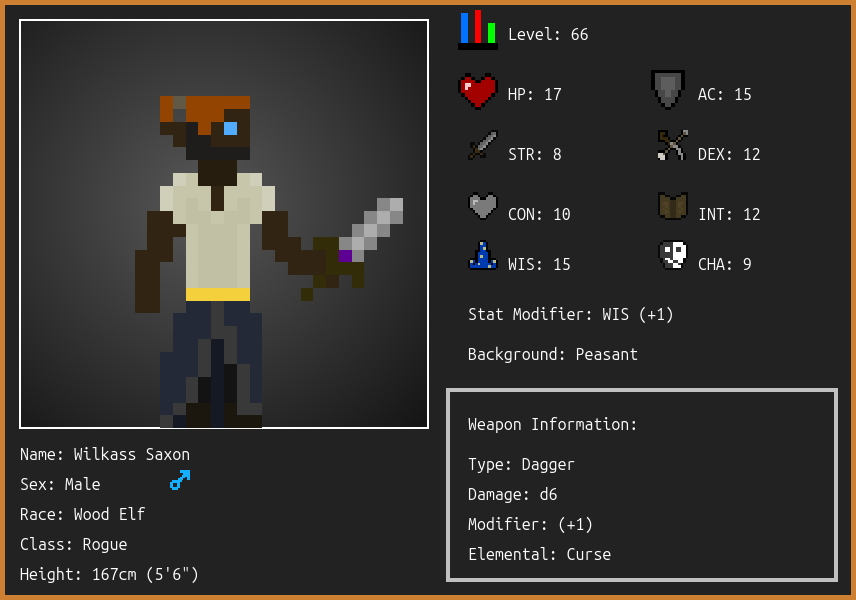 Level: 66
HP: 17
AC: 15
STR: 8
DEX: 12
CON: 10
INT: 12
WIS: 15
CHA: 9
Stat Modifier: WIS (+1)
Background: Peasant
Weapon Information:
Type: Dagger
Damage: d6
Modifier: (+1)
Elemental: Curse
Name: Wilkass Saxon
Sex: Male
Race: Wood Elf
Class: Rogue
Height: 167cm (5'6")